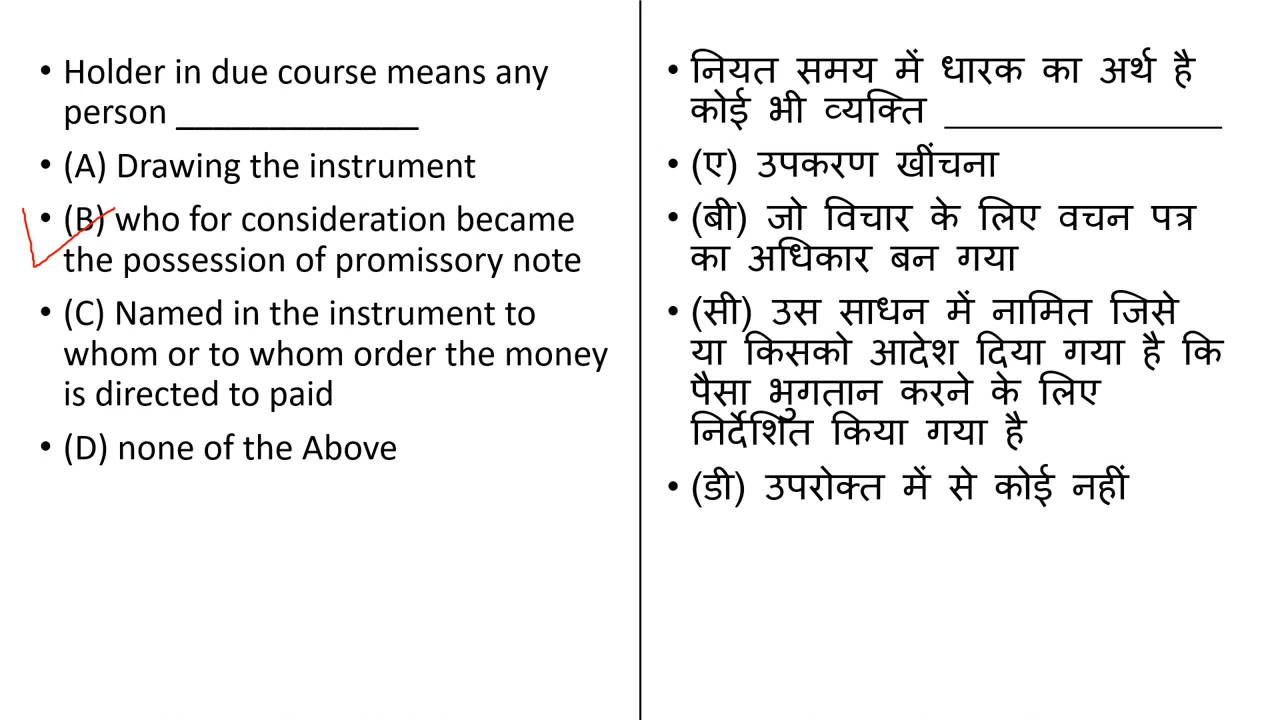 • Holder in due course means any
person _____________
• (A) Drawing the instrument
• (B) who for consideration became
the possession of promissory note
• (C) Named in the instrument to
whom or to whom order the money
is directed to paid
• (D) none of the Above
• नियत समय में धारक का अर्थ है
कोई भी व्यक्ति _____________
• (ए) उपकरण खींचना
• (बी) जो विचार के लिए वचन पत्र
का अधिकार बन गया
• (सी) उस साधन में नामित जिसे
या किसको आदेश दिया गया है कि
पैसा भुगतान करने के लिए
निर्देशित किया गया है
• (डी) उपरोक्त में से कोई नहीं